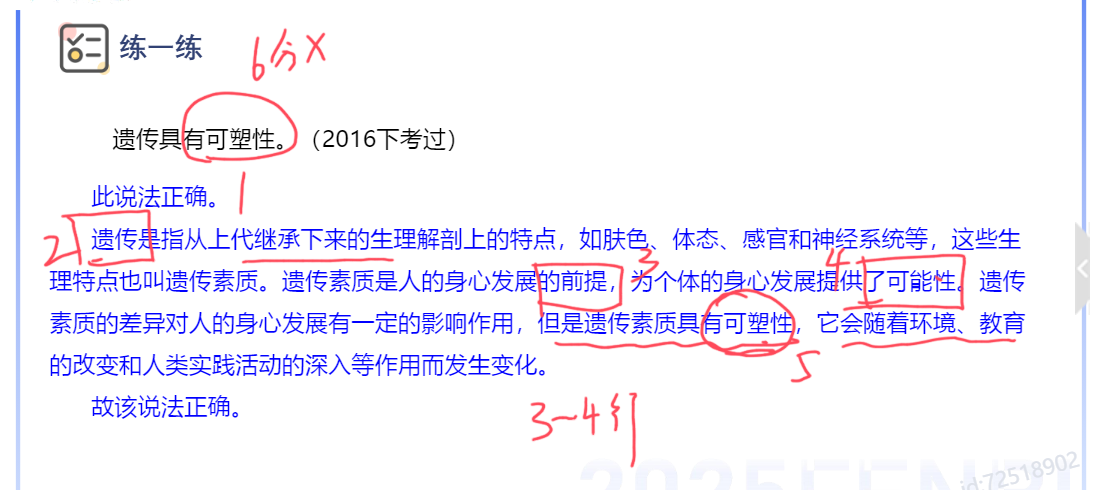 练一练
6分X
遗传具有可塑性。（2016下考过）
此说法正确。
1
2
遗传是指从上代继承下来的生理解剖上的特点，如肤色、体态、感官和神经系统等，这些生
3
4
理特点也叫遗传素质。遗传素质是人的身心发展的前提，为个体的身心发展提供了可能性。遗传
素质的差异对人的身心发展有一定的影响作用，但是遗传素质具有可塑性，它会随着环境、教育
5
的改变和人类实践活动的深入等作用而发生变化。
故该说法正确。
3~4行
id:72518902